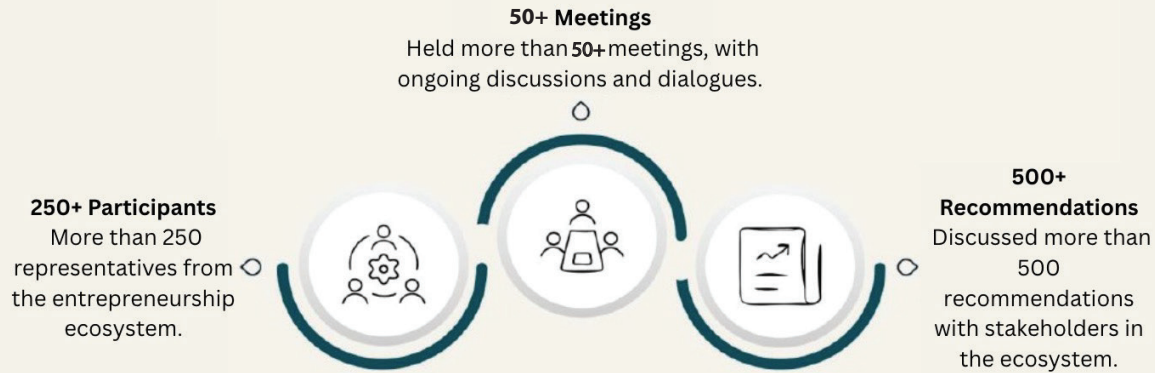 50+ Meetings
Held more than 50+ meetings, with
ongoing discussions and dialogues.
250+ Participants
More than 250
representatives from
the entrepreneurship
ecosystem.
500+
Recommendations
Discussed more than
500
recommendations
with stakeholders in
the ecosystem.